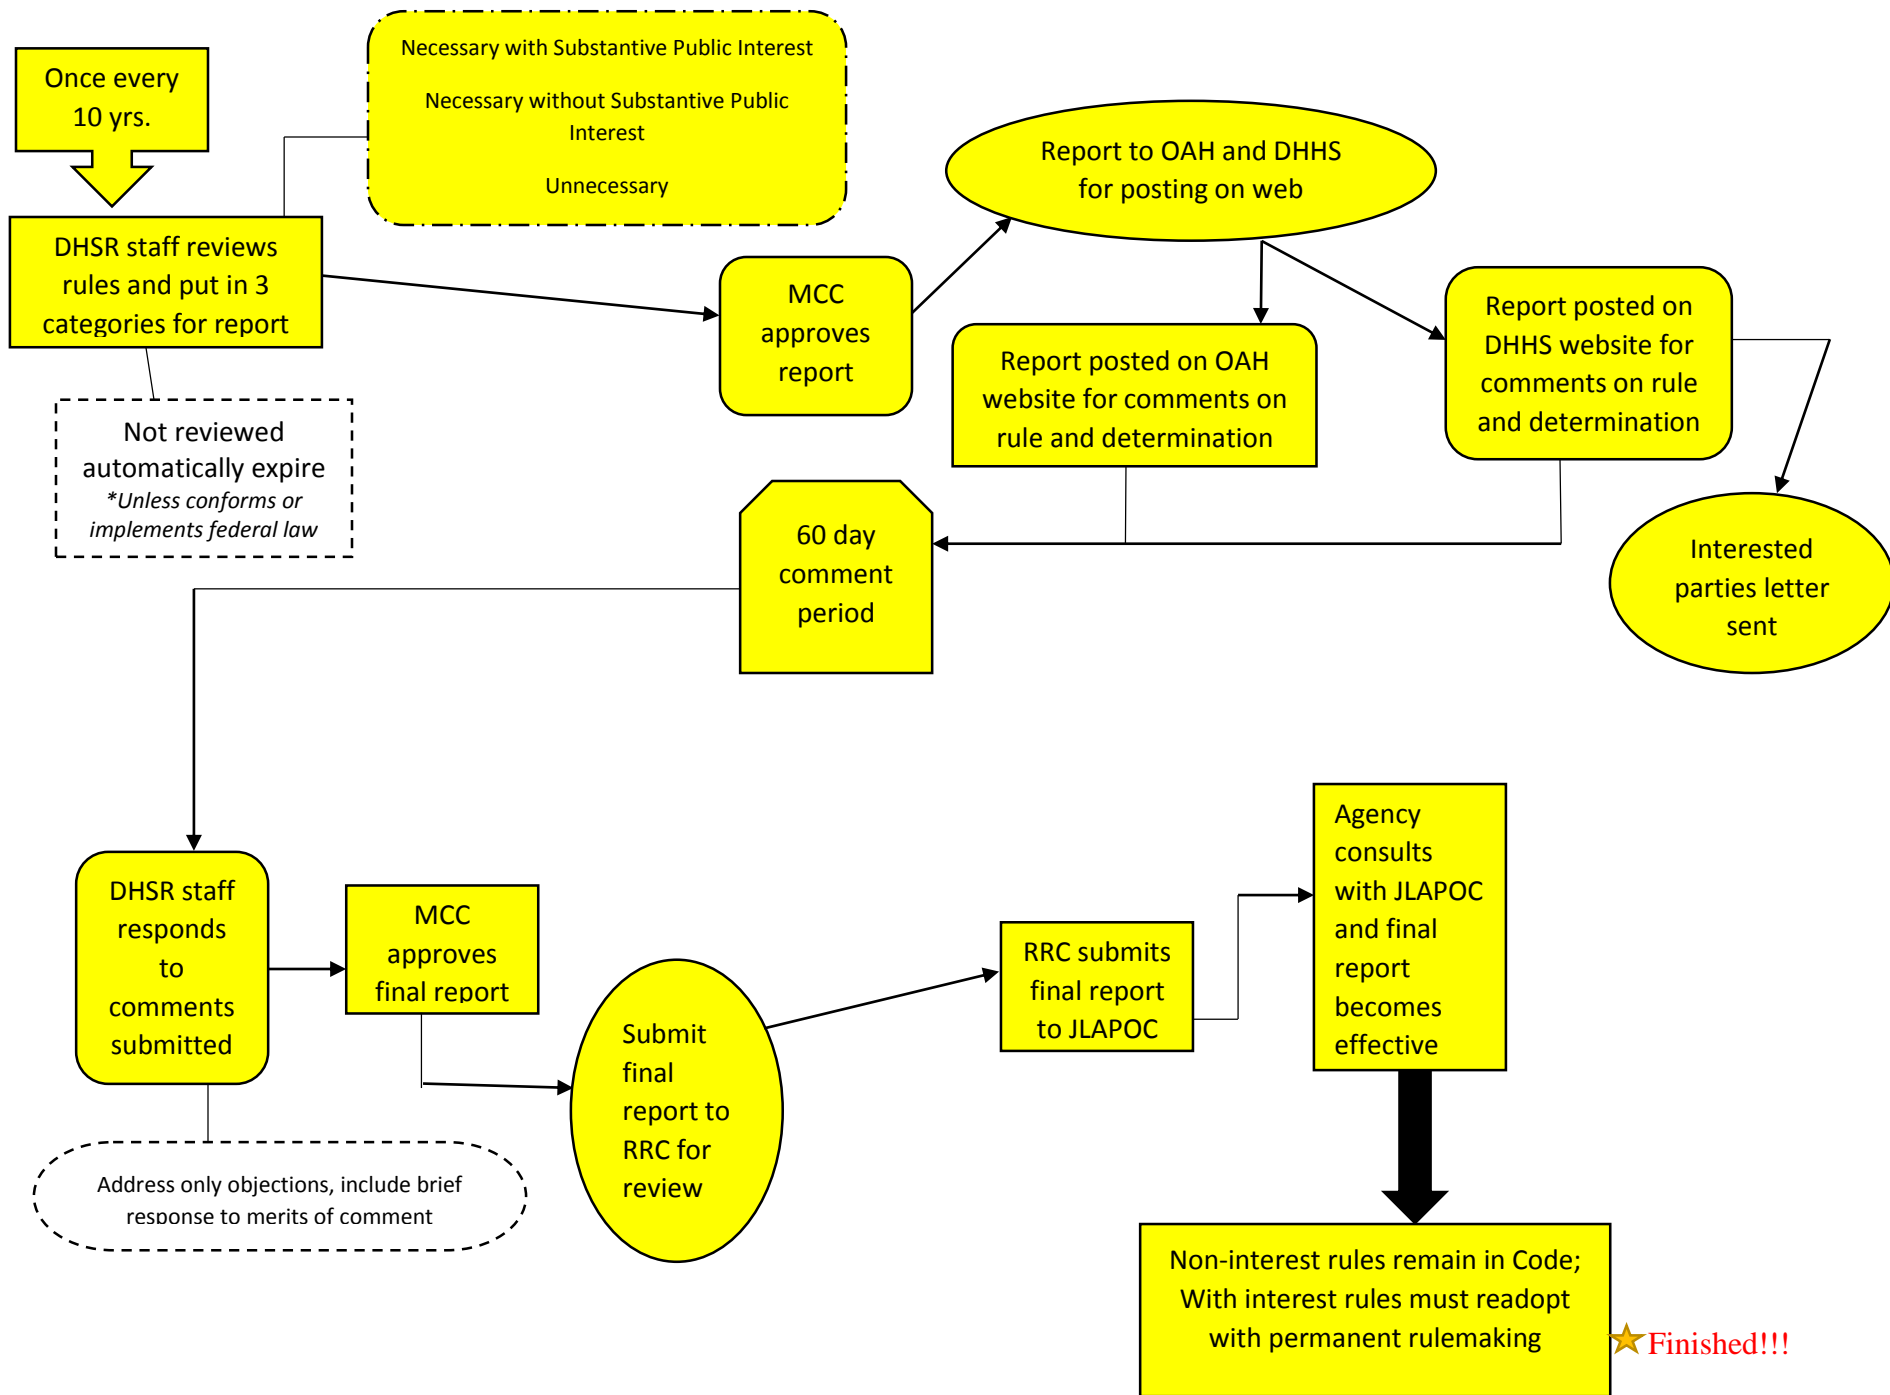 Once every
10 yrs.
Necessary with Substantive Public Interest
Necessary without Substantive Public
Interest
Unnecessary
DHSR staff reviews
rules and put in 3
categories for report
Not reviewed
automatically expire
*Unless conforms or
implements federal law
MCC
approves
report
Report to OAH and DHHS
for posting on web
Report posted on OAH
website for comments on
rule and determination
Report posted on
DHHS website for
comments on rule
and determination
Interested
parties letter
sent
60 day
comment
period
DHSR staff
responds
to
comments
submitted
Address only objections, include brief
response to merits of comment
MCC
approves
final report
Submit
final
report to
RRC for
review
RRC submits
final report
to JLAPOC
Agency
consults
with JLAPOC
and final
report
becomes
effective
Non-interest rules remain in Code;
With interest rules must readopt
with permanent rulemaking
Finished!!!